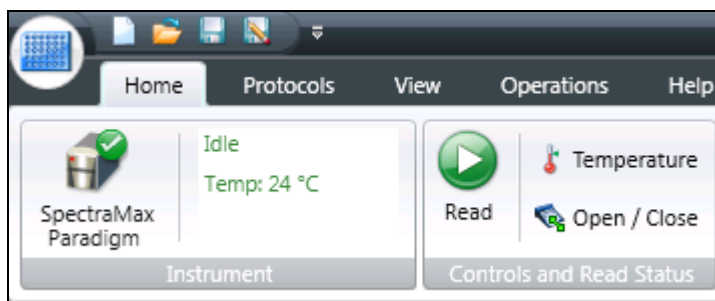 Home Protocols View Operations Help
Idle
Temp: 24 °C
SpectraMax
Paradigm
Instrument
Read
Temperature
Open / Close
Controls and Read Status